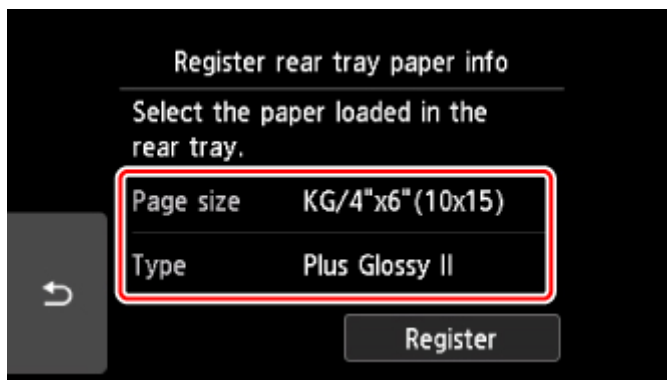 Register rear tray paper info
Select the paper loaded in the
rear tray.
Page size KG/4"x6"(10x15)
Type Plus Glossy II
Register